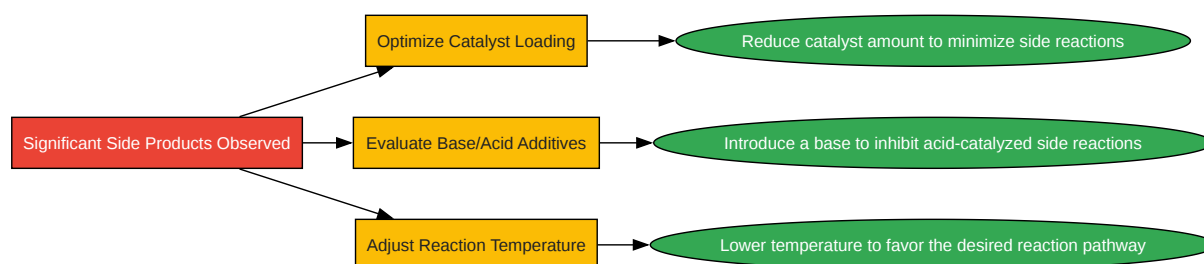 Optimize Catalyst Loading
Reduce catalyst amount to minimize side reactions
Significant Side Products Observed
Evaluate Base/Acid Additives
Introduce a base to inhibit acid-catalyzed side reactions
Adjust Reaction Temperature
Lower temperature to favor the desired reaction pathway